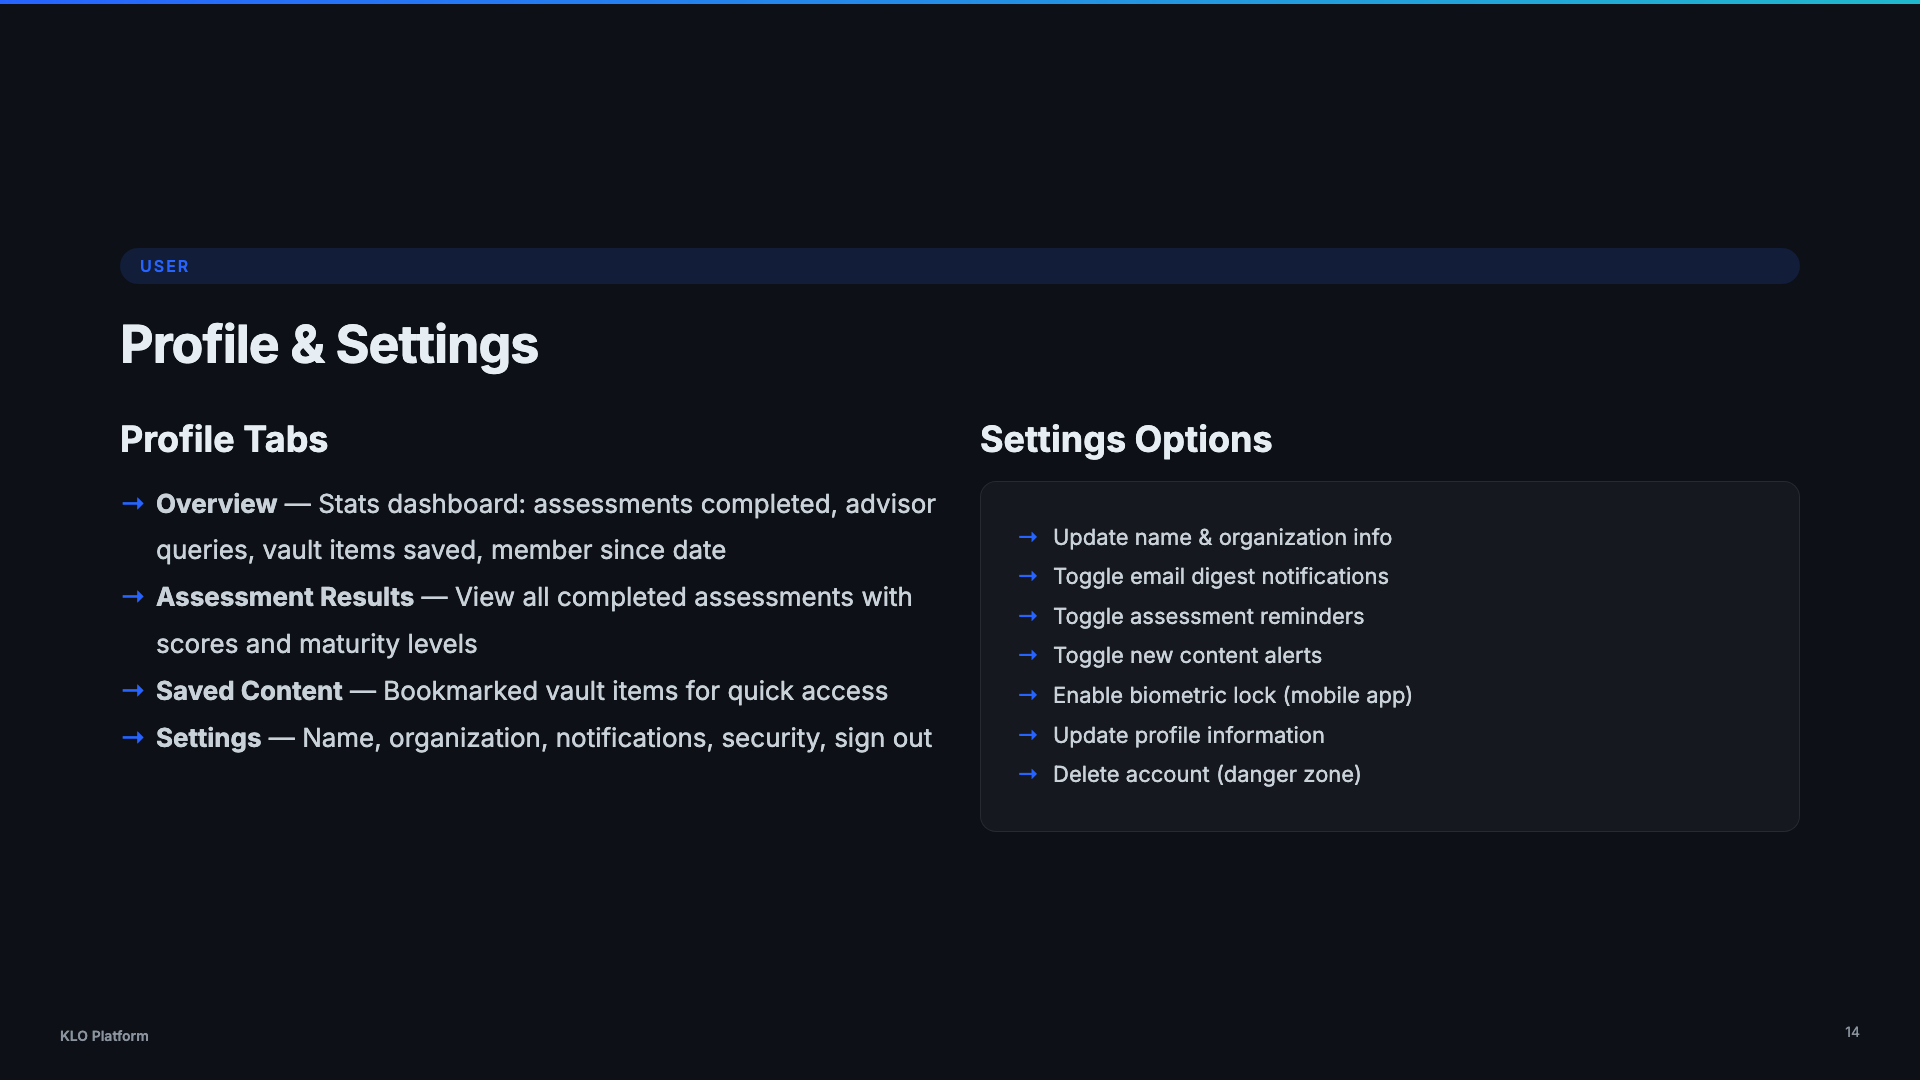 USER
Profile & Settings
Profile Tabs
→ Overview — Stats dashboard: assessments completed, advisor
queries, vault items saved, member since date
→ Assessment Results — View all completed assessments with
scores and maturity levels
→ Saved Content — Bookmarked vault items for quick access
→ Settings — Name, organization, notifications, security, sign out
Settings Options
→ Update name & organization info
→ Toggle email digest notifications
→ Toggle assessment reminders
→ Toggle new content alerts
→ Enable biometric lock (mobile app)
→ Update profile information
→ Delete account (danger zone)
KLO Platform
14